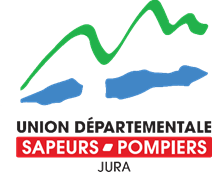 UNION DÉPARTEMENTALE
SAPEURS - POMPIERS
JURA